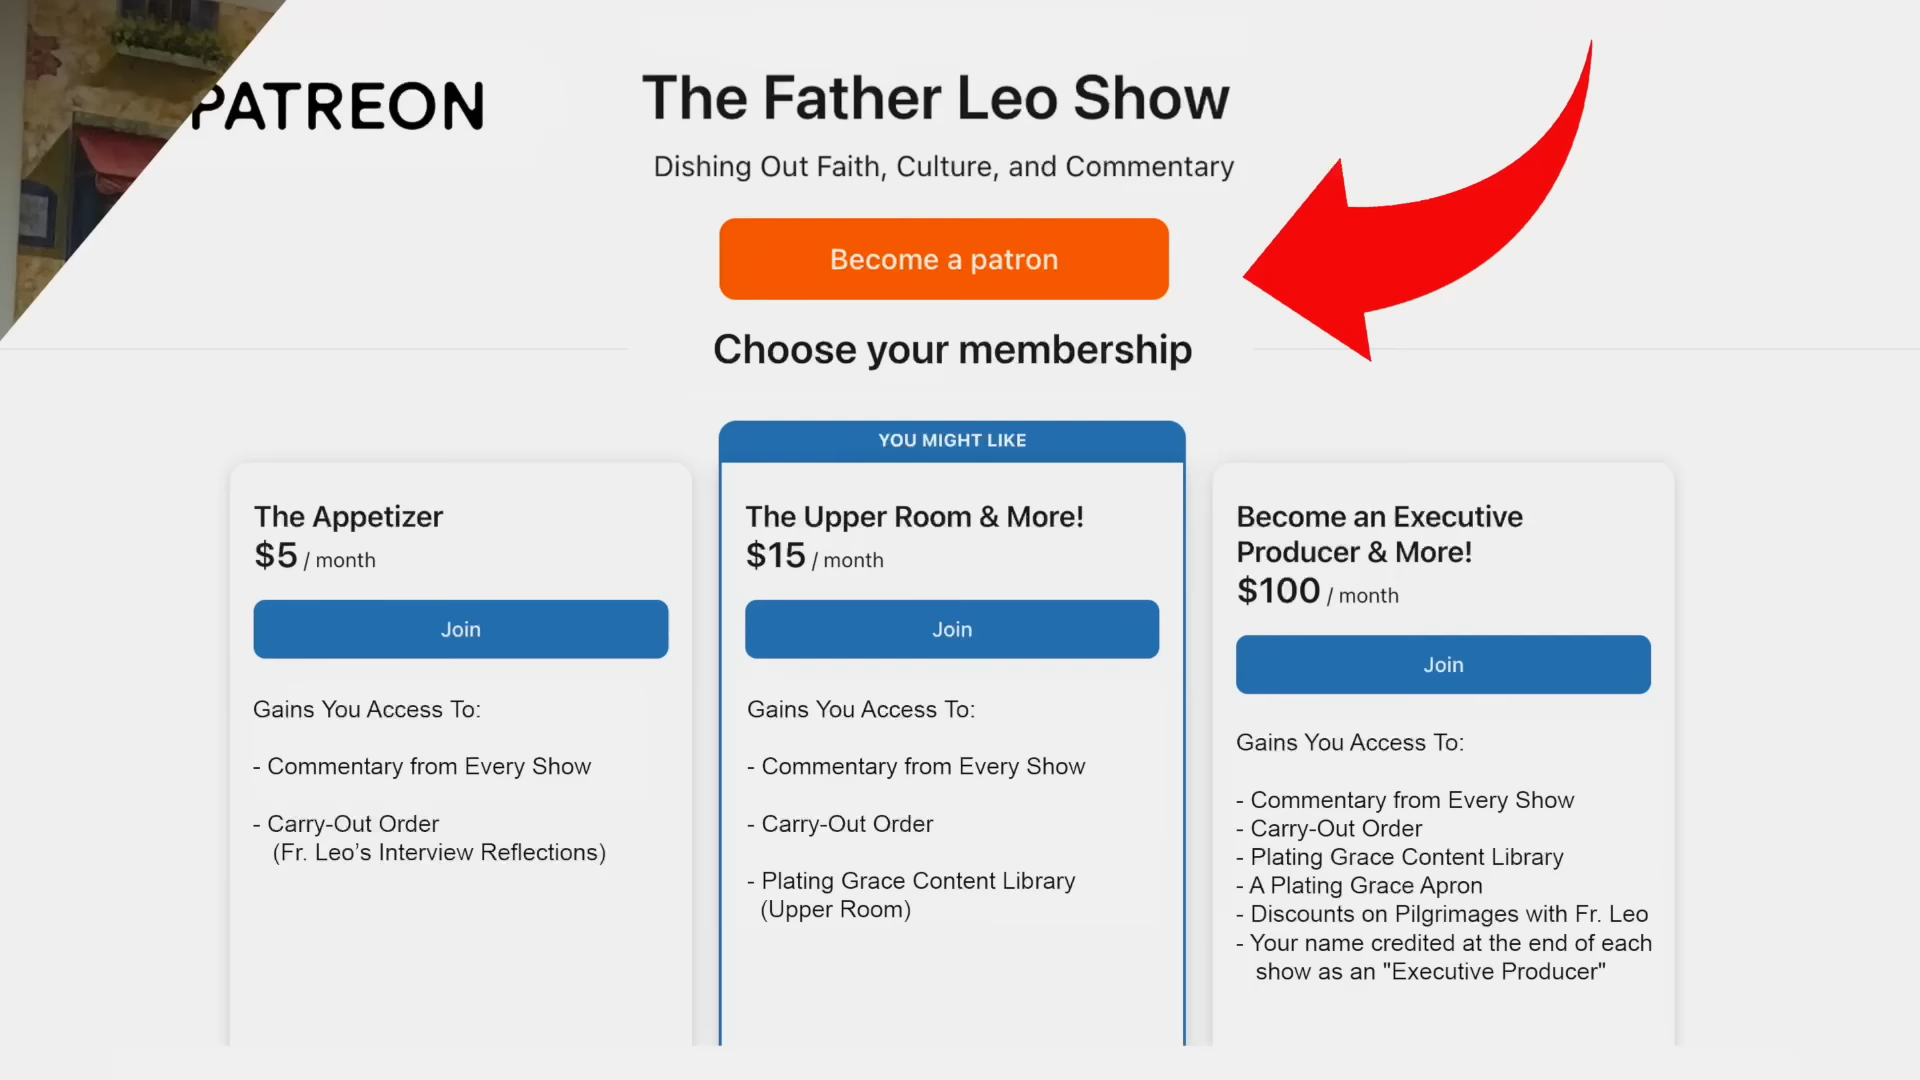 PATREON
The Father Leo Show
Dishing Out Faith, Culture, and Commentary
Become a patron
Choose your membership
YOU MIGHT LIKE
The Appetizer
$5 / month
Join
Gains You Access To:
- Commentary from Every Show
- Carry-Out Order
(Fr. Leo’s Interview Reflections)
The Upper Room & More!
$15 / month
Join
Gains You Access To:
- Commentary from Every Show
- Carry-Out Order
- Plating Grace Content Library
(Upper Room)
Become an Executive
Producer & More!
$100 / month
Join
Gains You Access To:
- Commentary from Every Show
- Carry-Out Order
- Plating Grace Content Library
- A Plating Grace Apron
- Discounts on Pilgrimages with Fr. Leo
- Your name credited at the end of each
show as an "Executive Producer"